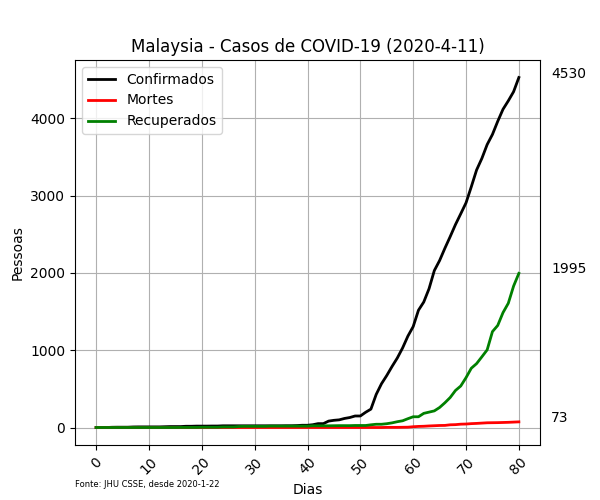 Malaysia - Casos de COVID-19 (2020-4-11)
Confirmados
Mortes
Recuperados
4530
1995
73
Pessoas
4000
3000
2000
1000
0
0 10 20 30 40 50 60 70 80
Fonte: JHU CSSE, desde 2020-1-22
Dias